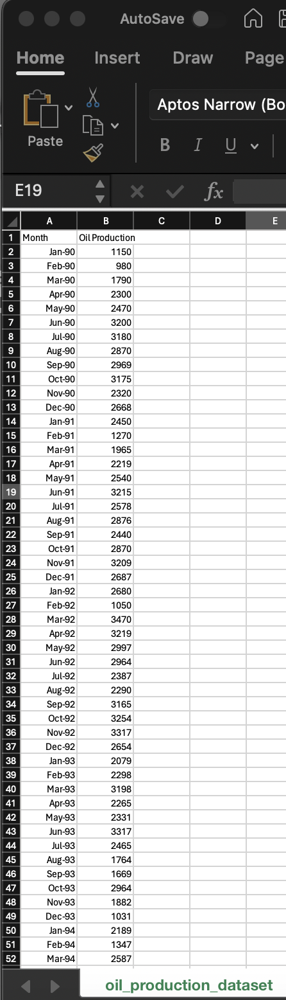 AutoSave
Home Insert Draw Page
Paste
Aptos Narrow (Bo
B I U
E19 fx
A B C D E
1 Month Oil Production
2 Jan-90 1150
3 Feb-90 980
4 Mar-90 1790
5 Apr-90 2300
6 May-90 2470
7 Jun-90 3200
8 Jul-90 3180
9 Aug-90 2870
10 Sep-90 2969
11 Oct-90 3175
12 Nov-90 2320
13 Dec-90 2668
14 Jan-91 2450
15 Feb-91 1270
16 Mar-91 1965
17 Apr-91 2219
18 May-91 2540
19 Jun-91 3215
20 Jul-91 2578
21 Aug-91 2876
22 Sep-91 2440
23 Oct-91 2870
24 Nov-91 3209
25 Dec-91 2687
26 Jan-92 2680
27 Feb-92 1050
28 Mar-92 3470
29 Apr-92 3219
30 May-92 2997
31 Jun-92 2964
32 Jul-92 2387
33 Aug-92 2290
34 Sep-92 3165
35 Oct-92 3254
36 Nov-92 3317
37 Dec-92 2654
38 Jan-93 2079
39 Feb-93 2298
40 Mar-93 3198
41 Apr-93 2265
42 May-93 2331
43 Jun-93 3317
44 Jul-93 2465
45 Aug-93 1764
46 Sep-93 1669
47 Oct-93 2964
48 Nov-93 1882
49 Dec-93 1031
50 Jan-94 2189
51 Feb-94 1347
52 Mar-94 2587
oil_production_dataset